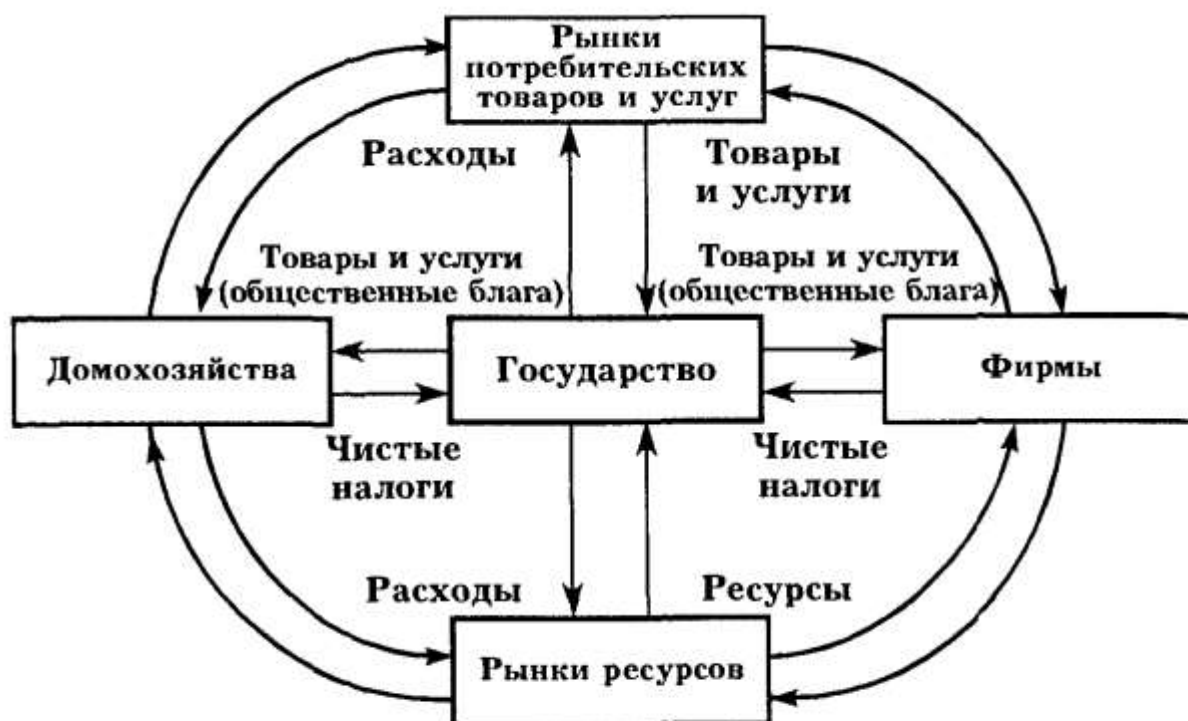 Рынки
потребительских
товаров и услуг
Расходы
Товары
и услуги
Товары и услуги
(общественные блага)
Товары и услуги
(общественные блага)
Домохозяйства
Государство
Фирмы
Чистые
налоги
Чистые
налоги
Расходы
Ресурсы
Рынки ресурсов